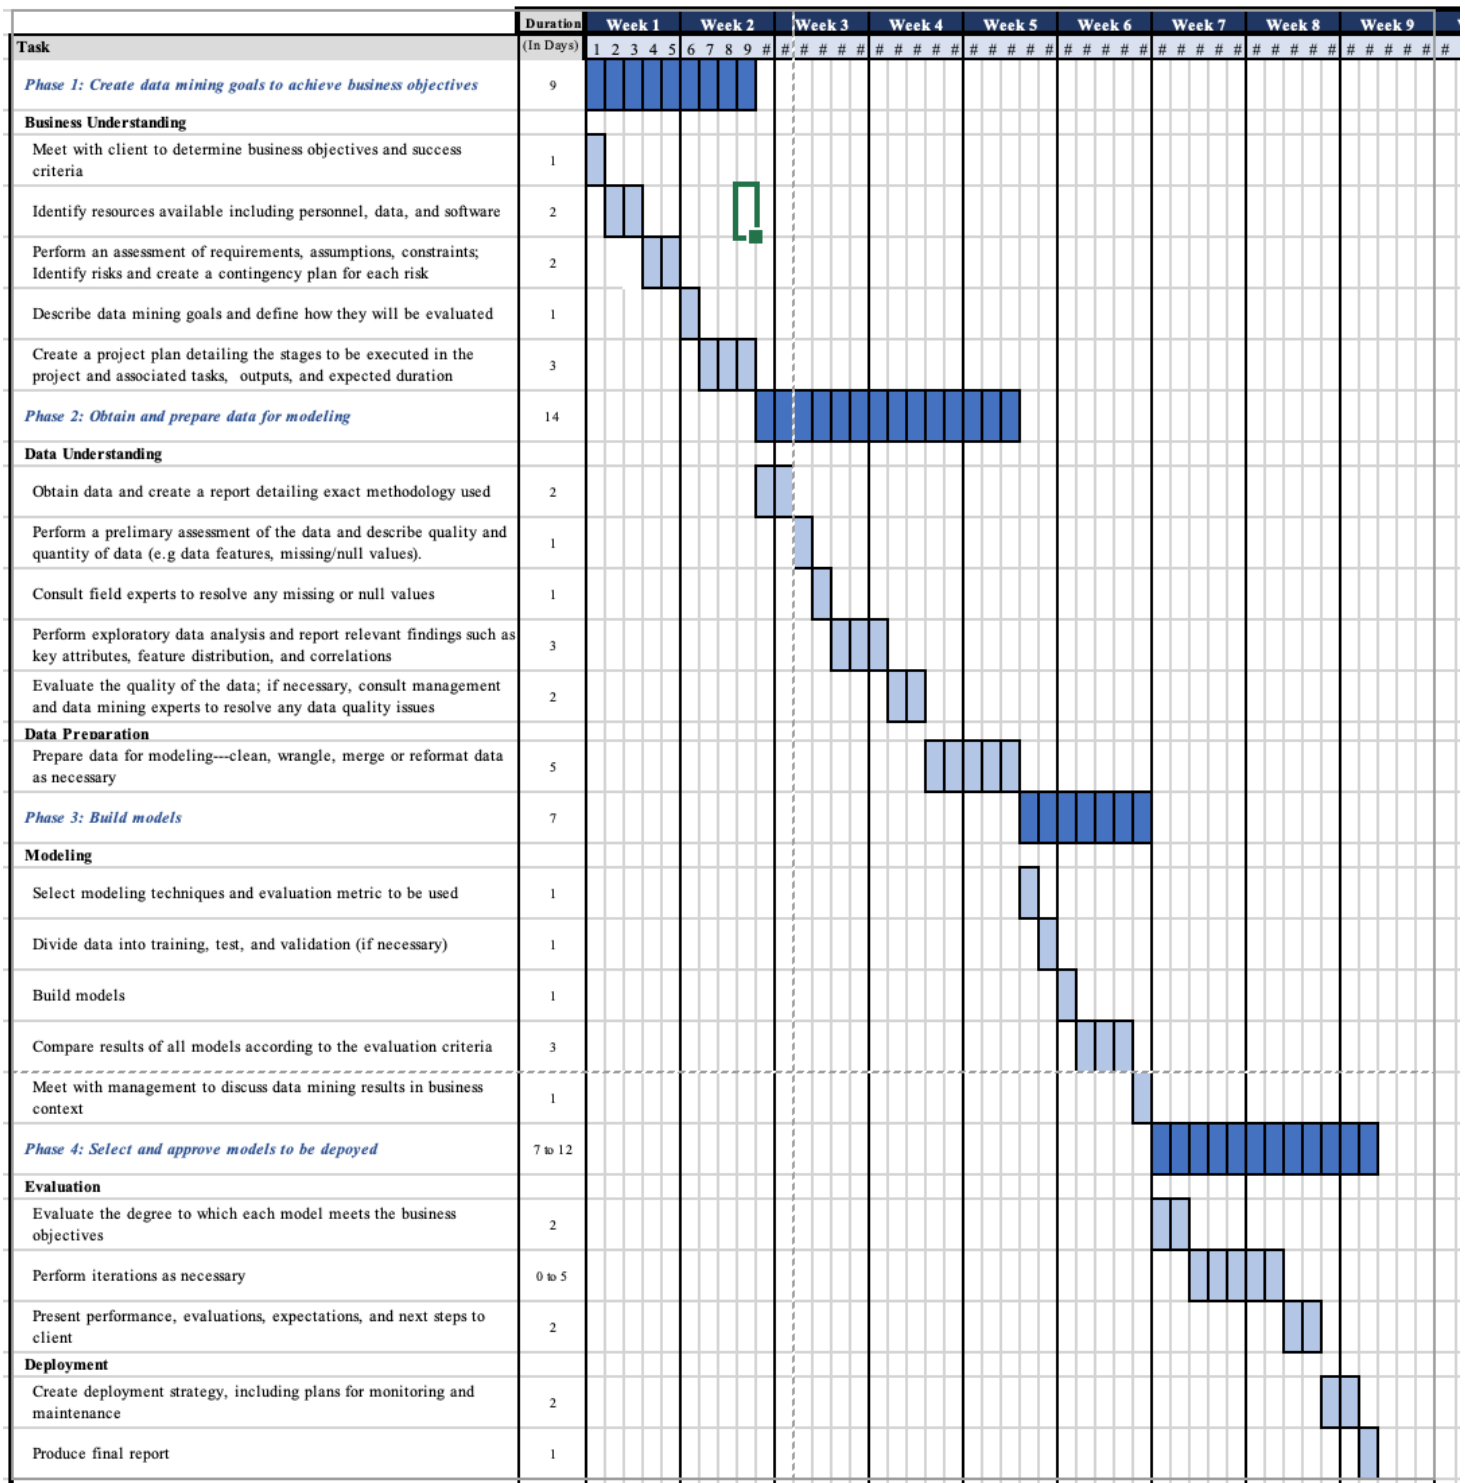 Duration Week 1 Week 2 Week 3 Week 4 Week 5 Week 6 Week 7 Week 8 Week 9
Task (In Days) 1 2 3 4 5 6 7 8 9 # # # # # # # # # # # # # # # # # # # # # # # # # # # # # # # # # # # # #
Phase 1: Create data mining goals to achieve business objectives 9
Business Understanding
Meet with client to determine business objectives and success
criteria
1
Identify resources available including personnel, data, and software 2
Perform an assessment of requirements, assumptions, constraints;
Identify risks and create a contingency plan for each risk
2
Describe data mining goals and define how they will be evaluated 1
Create a project plan detailing the stages to be executed in the
project and associated tasks, outputs, and expected duration
3
Phase 2: Obtain and prepare data for modeling 14
Data Understanding
Obtain data and create a report detailing exact methodology used 2
Perform a prelimary assessment of the data and describe quality and
quantity of data (e.g data features, missing/null values).
1
Consult field experts to resolve any missing or null values 1
Perform exploratory data analysis and report relevant findings such as
key attributes, feature distribution, and correlations
3
Evaluate the quality of the data; if necessary, consult management
and data mining experts to resolve any data quality issues
2
Data Preparation
Prepare data for modeling---clean, wrangle, merge or reformat data
as necessary
5
Phase 3: Build models 7
Modeling
Select modeling techniques and evaluation metric to be used 1
Divide data into training, test, and validation (if necessary) 1
Build models 1
Compare results of all models according to the evaluation criteria 3
Meet with management to discuss data mining results in business
context
1
Phase 4: Select and approve models to be depoyed 7 to 12
Evaluation
Evaluate the degree to which each model meets the business
objectives
2
Perform iterations as necessary 0 to 5
Present performance, evaluations, expectations, and next steps to
client
2
Deployment
Create deployment strategy, including plans for monitoring and
maintenance
2
Produce final report 1